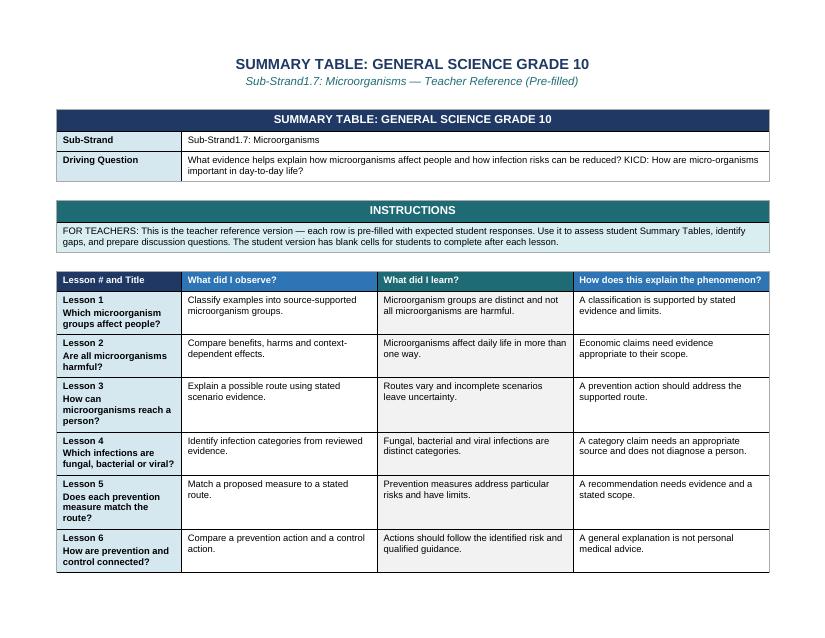 SUMMARY TABLE: GENERAL SCIENCE GRADE 10
Sub-Strand1.7: Microorganisms — Teacher Reference (Pre-filled)
SUMMARY TABLE: GENERAL SCIENCE GRADE 10
Sub-Strand
Sub-Strand1.7: Microorganisms
Driving Question
What evidence helps explain how microorganisms affect people and how infection risks can be reduced? KICD: How are micro-organisms
important in day-to-day life?
INSTRUCTIONS
FOR TEACHERS: This is the teacher reference version — each row is pre-filled with expected student responses. Use it to assess student Summary Tables, identify
gaps, and prepare discussion questions. The student version has blank cells for students to complete after each lesson.
Lesson # and Title
What did I observe?
What did I learn?
How does this explain the phenomenon?
Lesson 1
Which microorganism
groups affect people?
Classify examples into source-supported
microorganism groups.
Microorganism groups are distinct and not
all microorganisms are harmful.
A classification is supported by stated
evidence and limits.
Lesson 2
Are all microorganisms
harmful?
Compare benefits, harms and context-
dependent effects.
Microorganisms affect daily life in more than
one way.
Economic claims need evidence
appropriate to their scope.
Lesson 3
How can
microorganisms reach a
person?
Explain a possible route using stated
scenario evidence.
Routes vary and incomplete scenarios
leave uncertainty.
A prevention action should address the
supported route.
Lesson 4
Which infections are
fungal, bacterial or viral?
Identify infection categories from reviewed
evidence.
Fungal, bacterial and viral infections are
distinct categories.
A category claim needs an appropriate
source and does not diagnose a person.
Lesson 5
Does each prevention
measure match the
route?
Match a proposed measure to a stated
route.
Prevention measures address particular
risks and have limits.
A recommendation needs evidence and a
stated scope.
Lesson 6
How are prevention and
control connected?
Compare a prevention action and a control
action.
Actions should follow the identified risk and
qualified guidance.
A general explanation is not personal
medical advice.